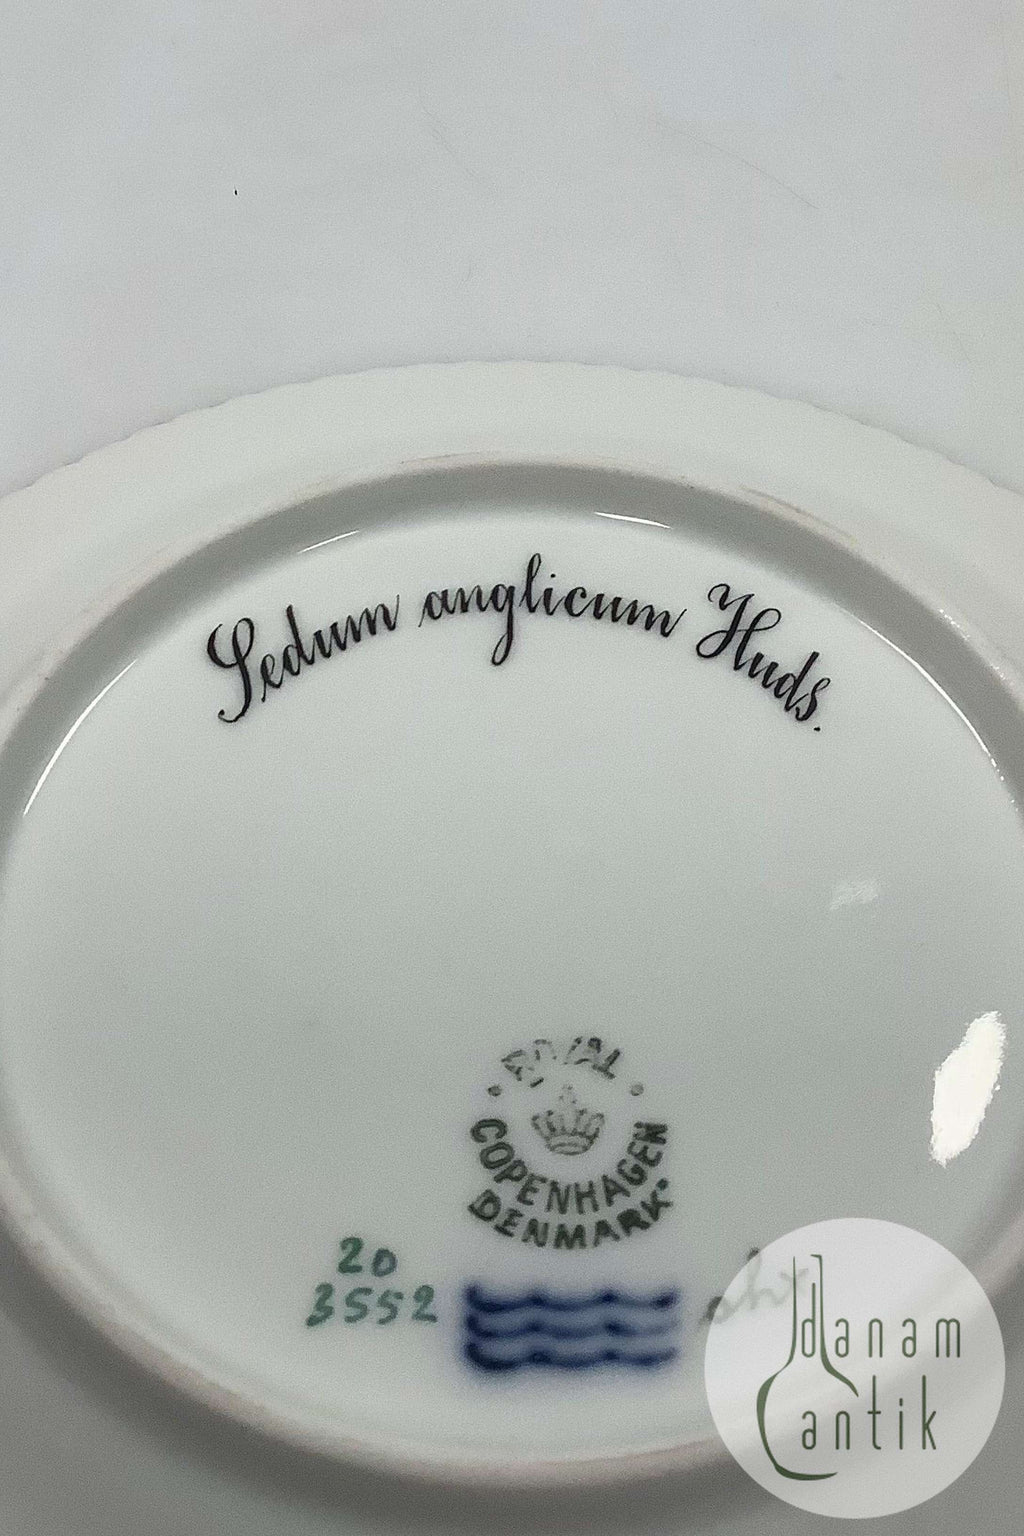 Sedum anglicum Huds.
ROYAL
COPENHAGEN
DENMARK
20
3552
danam
antik